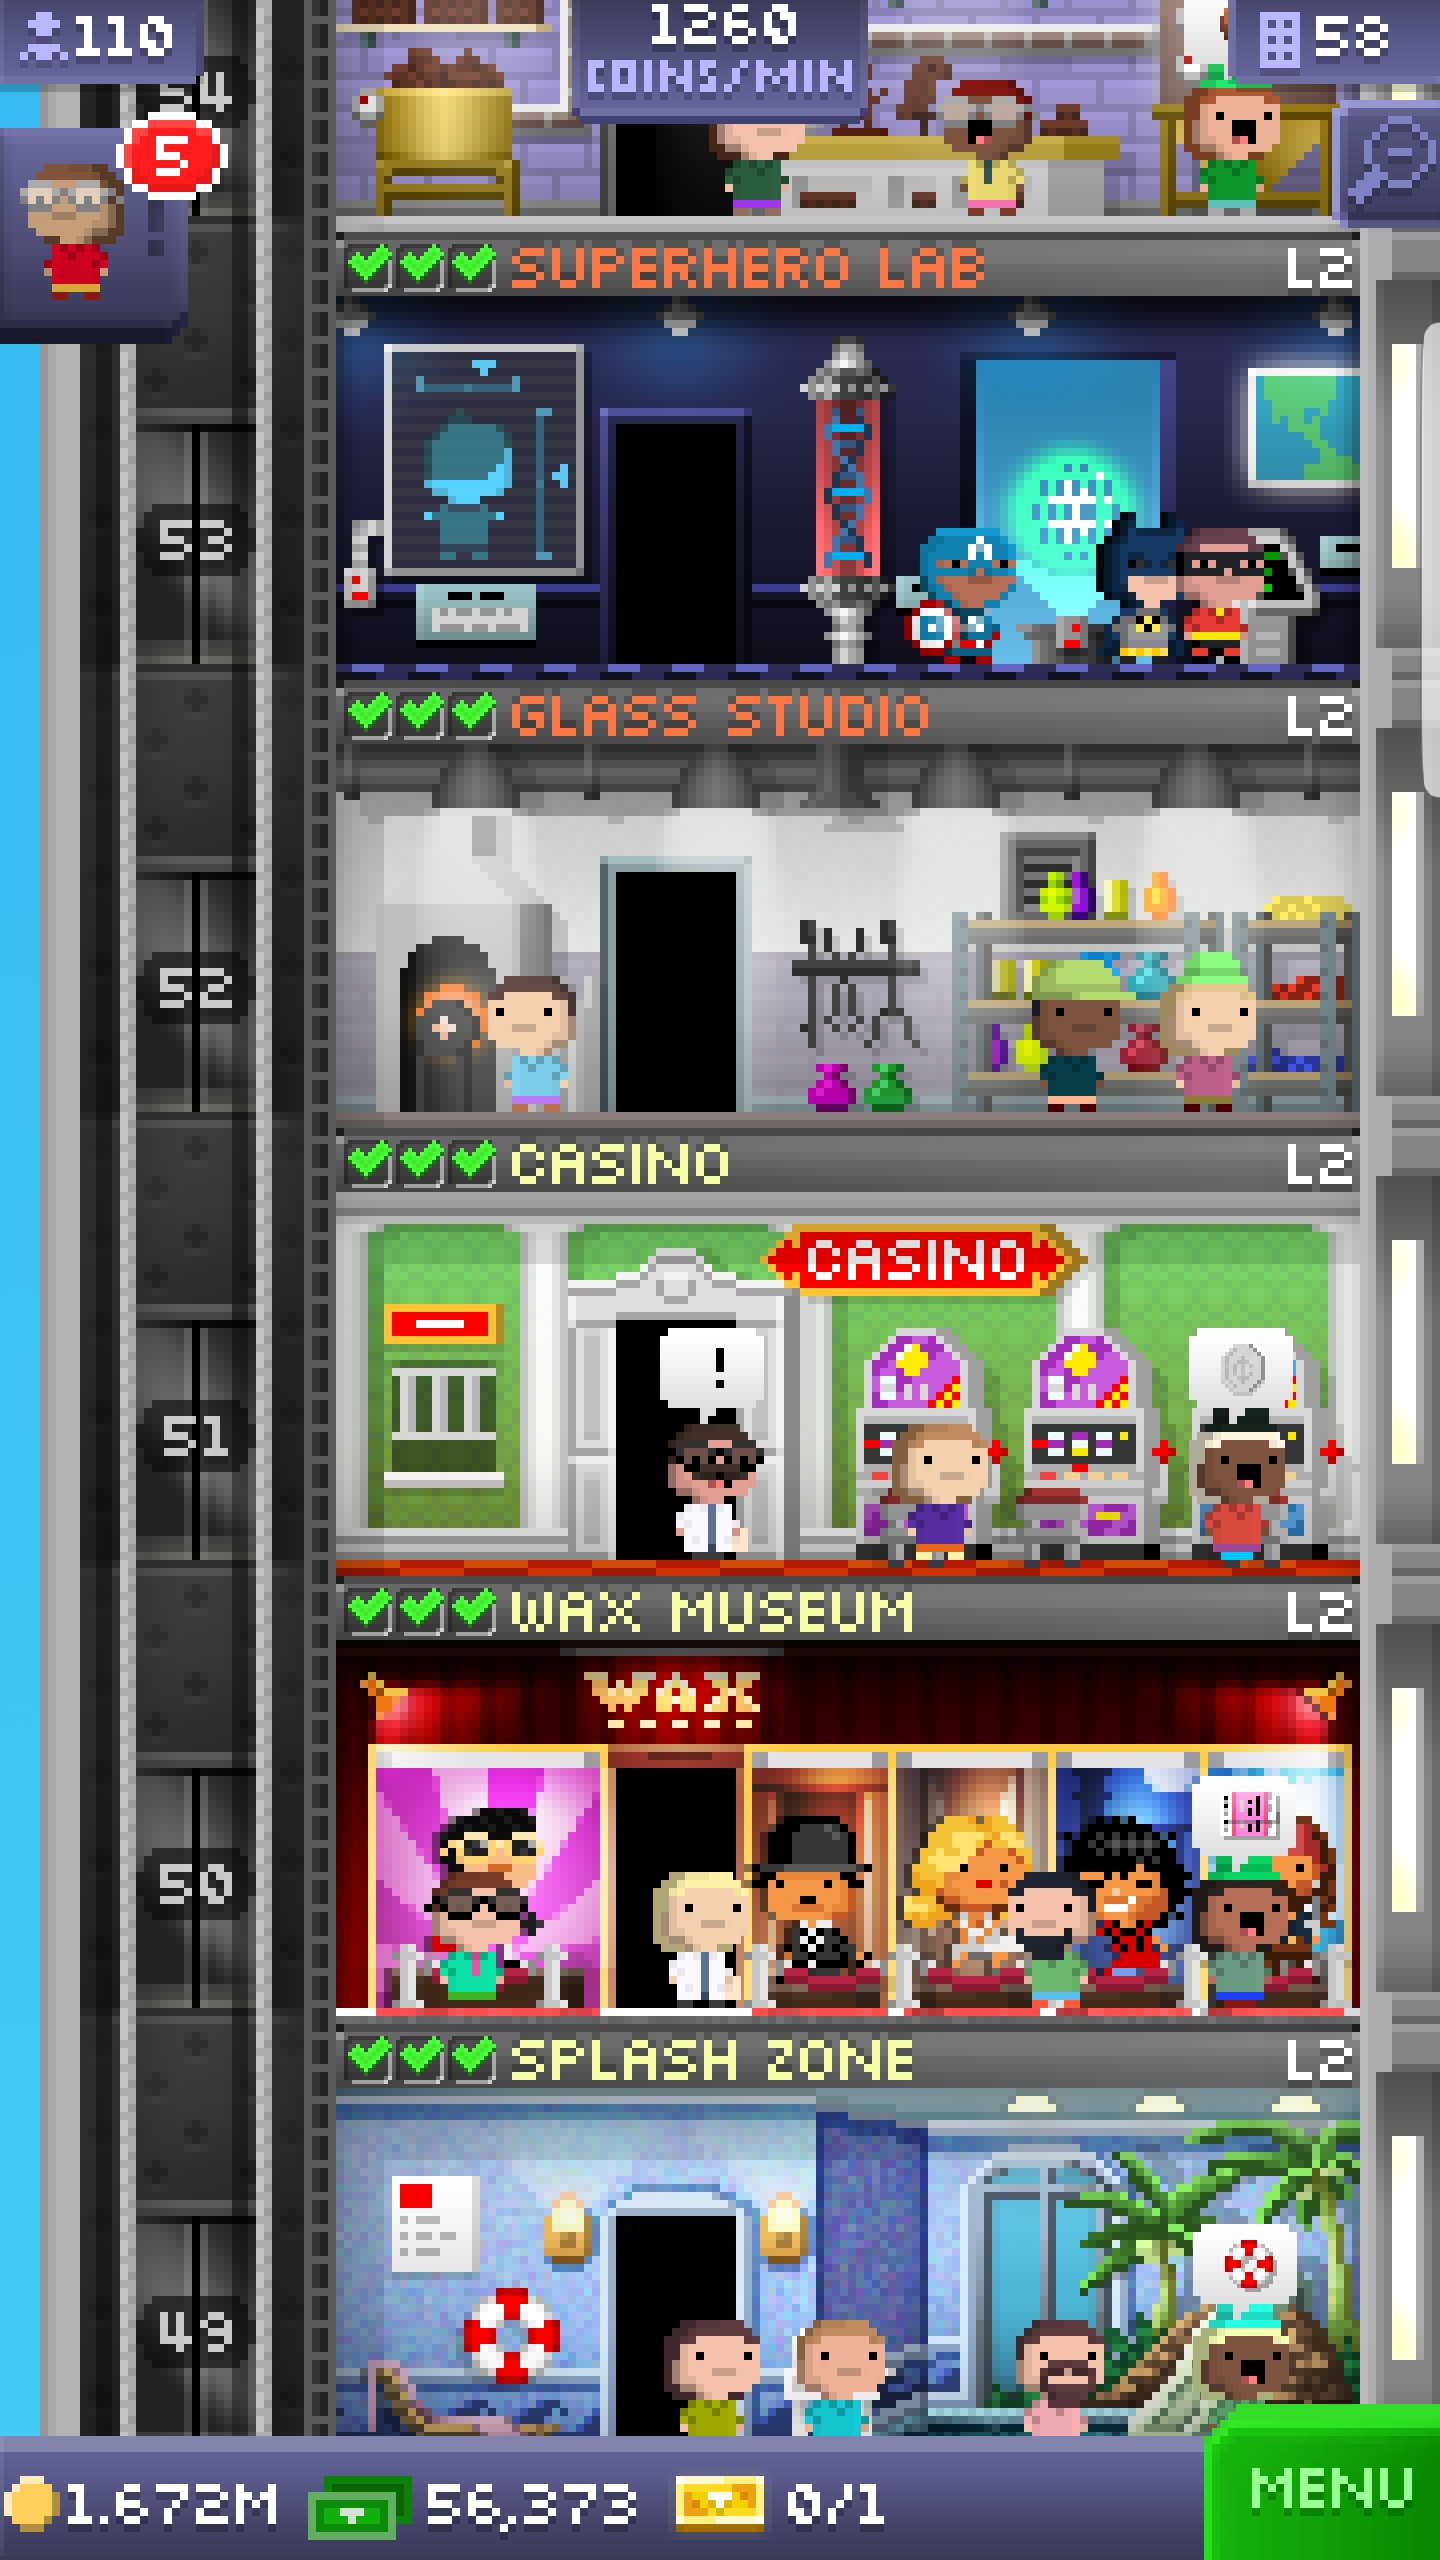 110
1260
COINS/MIN
58
54
5
SUPERHERO LAB L2
53
GLASS STUDIO L2
52
CASINO L2
CASINO
!
51
WAX MUSEUM L2
WAX
50
SPLASH ZONE L2
49
1.672M 56,373 0/1
MENU